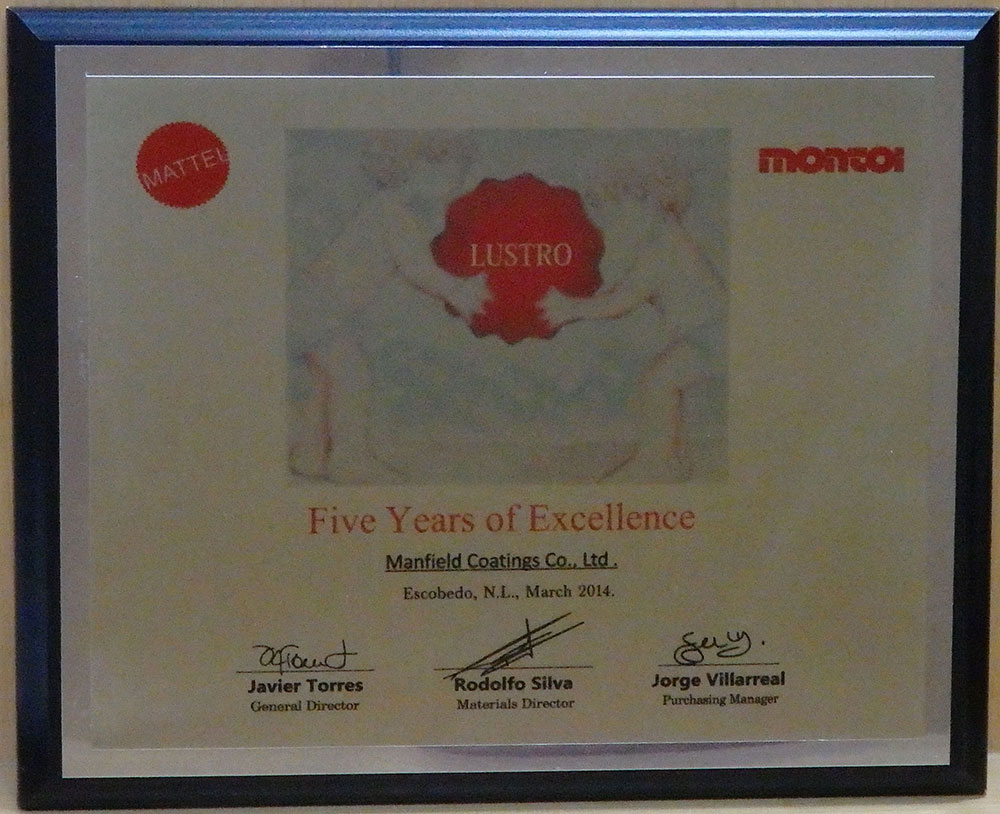 MATTEL
montoi
LUSTRO
Five Years of Excellence
Manfield Coatings Co., Ltd .
Escobedo, N.L., March 2014.
Javier Torres
General Director
Rodolfo Silva
Materials Director
Jorge Villarreal
Purchasing Manager